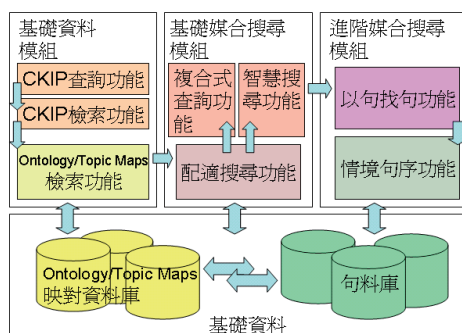 基礎資料
模組
CKIP查詢功能
CKIP檢索功能
Ontology/Topic Maps
檢索功能
基礎媒合搜尋
模組
複合式
查詢功
能
智慧搜
尋功能
配適搜尋功能
進階媒合搜尋
模組
以句找句功能
情境句序功能
Ontology/Topic Maps
映對資料庫
句料庫
基礎資料